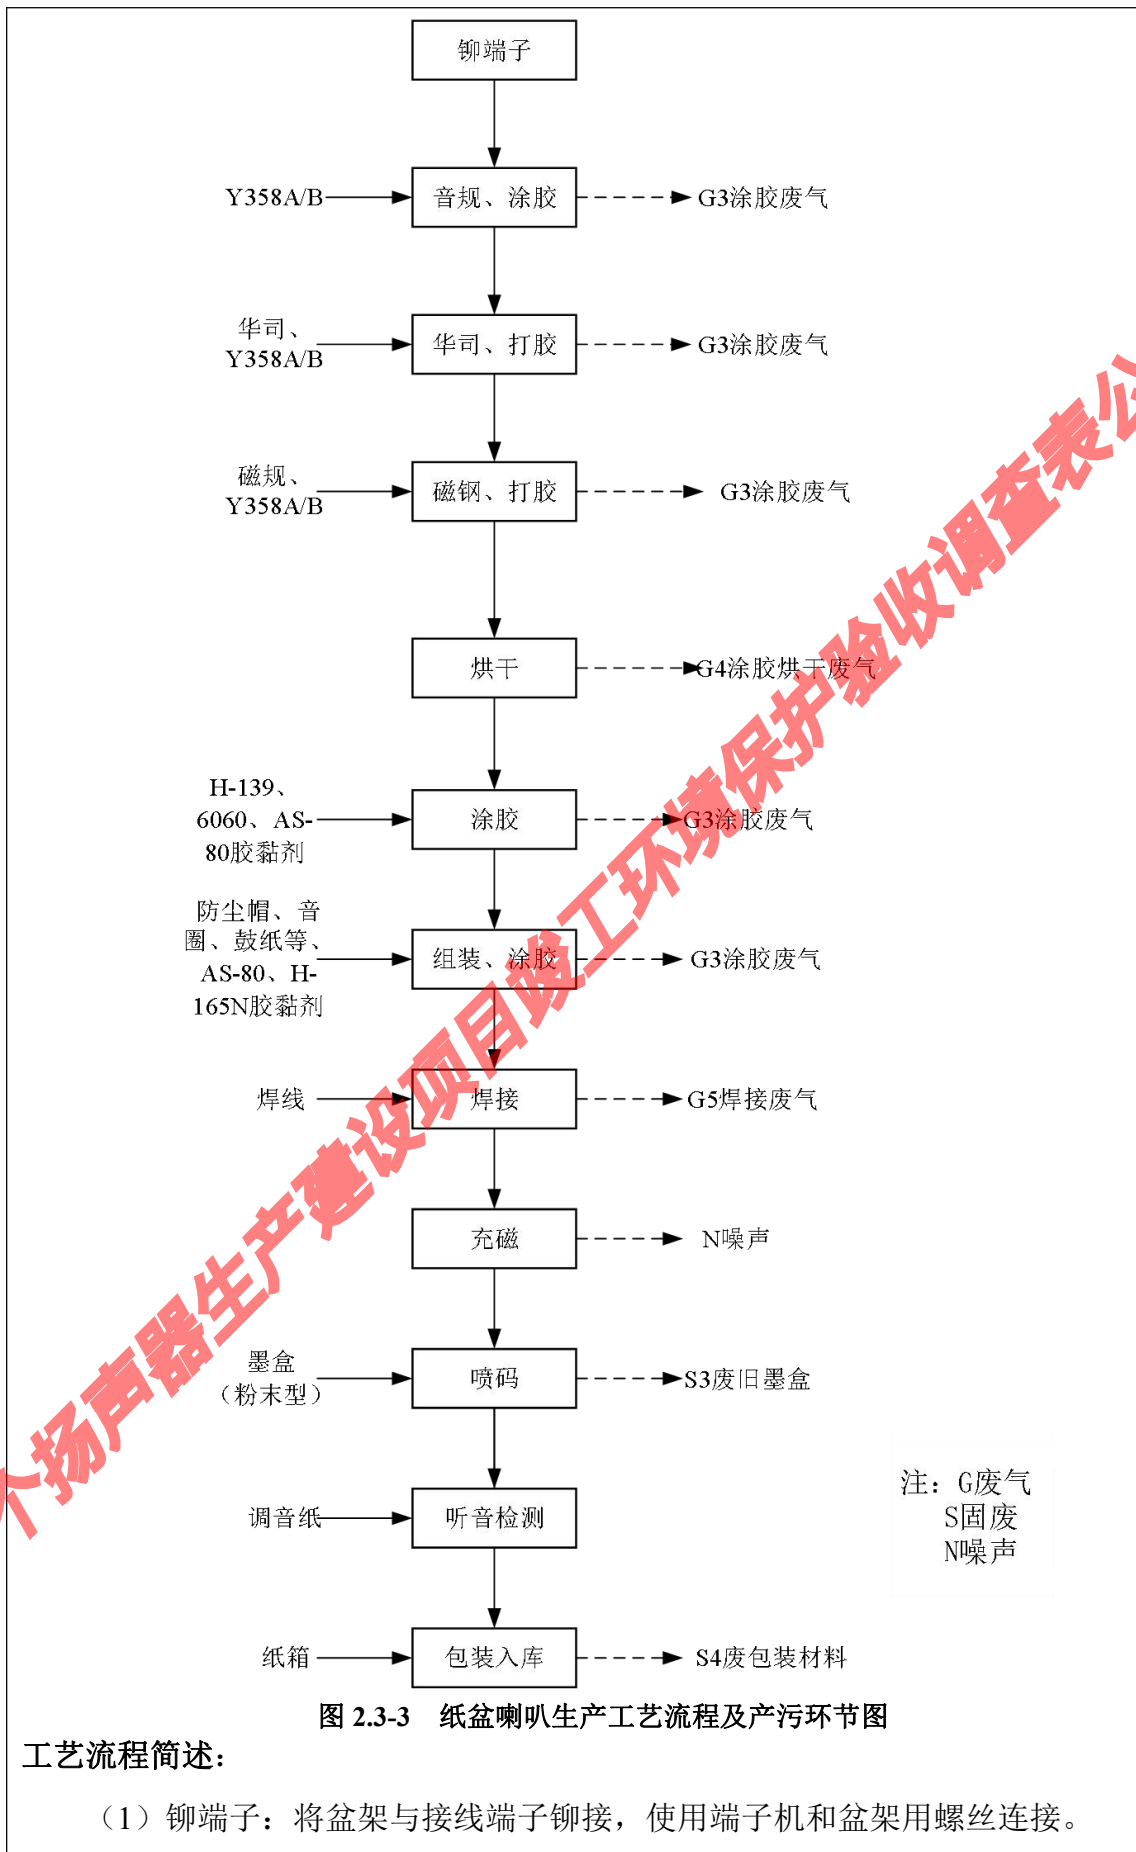 铆端子
Y358A/B
音规、涂胶
G3涂胶废气
华司、
Y358A/B
华司、打胶
G3涂胶废气
磁规、
Y358A/B
磁钢、打胶
G3涂胶废气
烘干
G4涂胶烘干废气
H-139、
6060、AS-
80胶黏剂
涂胶
G3涂胶废气
防尘帽、音
圈、鼓纸等、
AS-80、H-
165N胶黏剂
组装、涂胶
G3涂胶废气
焊线
焊接
G5焊接废气
充磁
N噪声
墨盒
（粉末型）
喷码
S3废旧墨盒
调音纸
听音检测
纸箱
包装入库
S4废包装材料
注：G废气
S固废
N噪声
个扬声器生产建设项目竣工环境保护验收调查表公
图 2.3-3 纸盆喇叭生产工艺流程及产污环节图
工艺流程简述：
（1）铆端子：将盆架与接线端子铆接，使用端子机和盆架用螺丝连接。